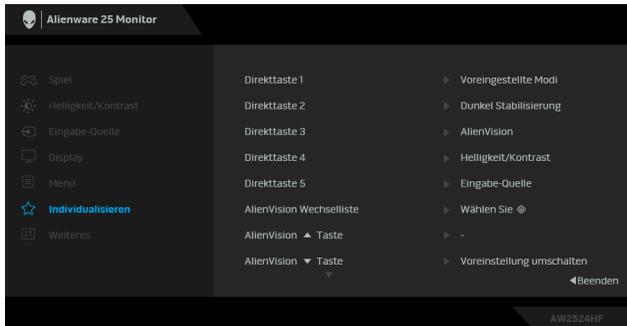 Alienware 25 Monitor
Spiel
Helligkeit/Kontrast
Eingabe-Quelle
Display
Menü
Individualisieren
Weiteres
Direkttaste 1 Voreingestellte Modi
Direkttaste 2 Dunkel Stabilisierung
Direkttaste 3 AlienVision
Direkttaste 4 Helligkeit/Kontrast
Direkttaste 5 Eingabe-Quelle
AlienVision Wechselliste Wählen Sie
AlienVision ▲ Taste -
AlienVision ▼ Taste Voreinstellung umschalten
Beenden
AW2524HF